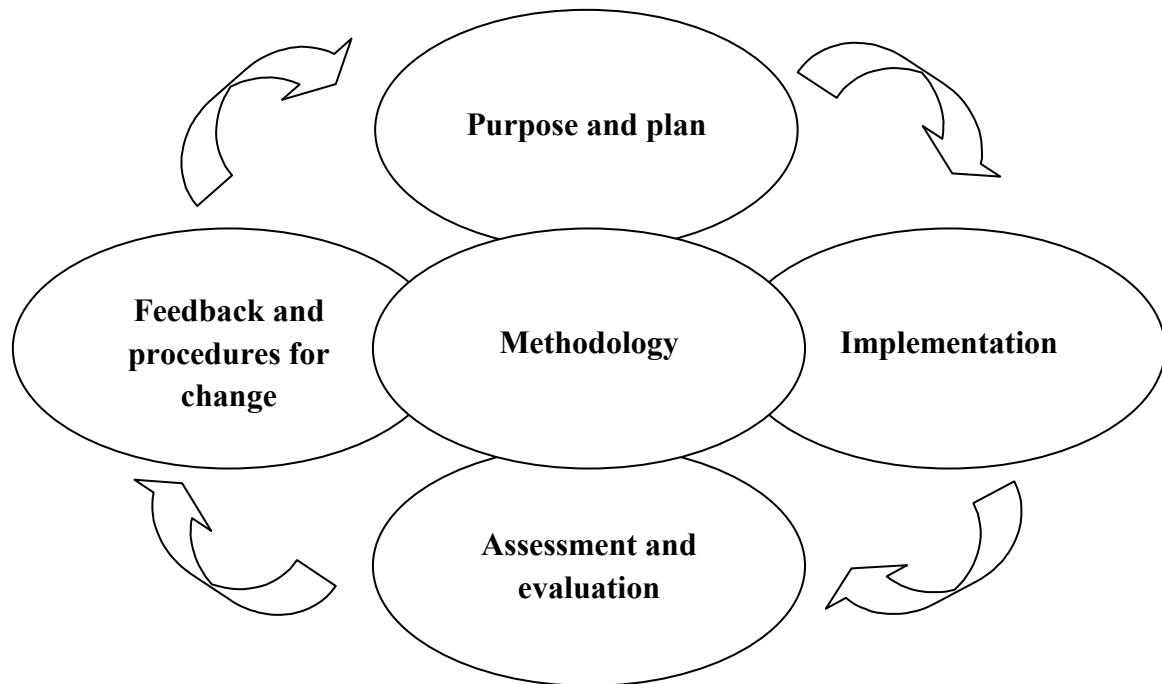 Purpose and plan
Feedback and
procedures for
change
Methodology
Implementation
Assessment and
evaluation